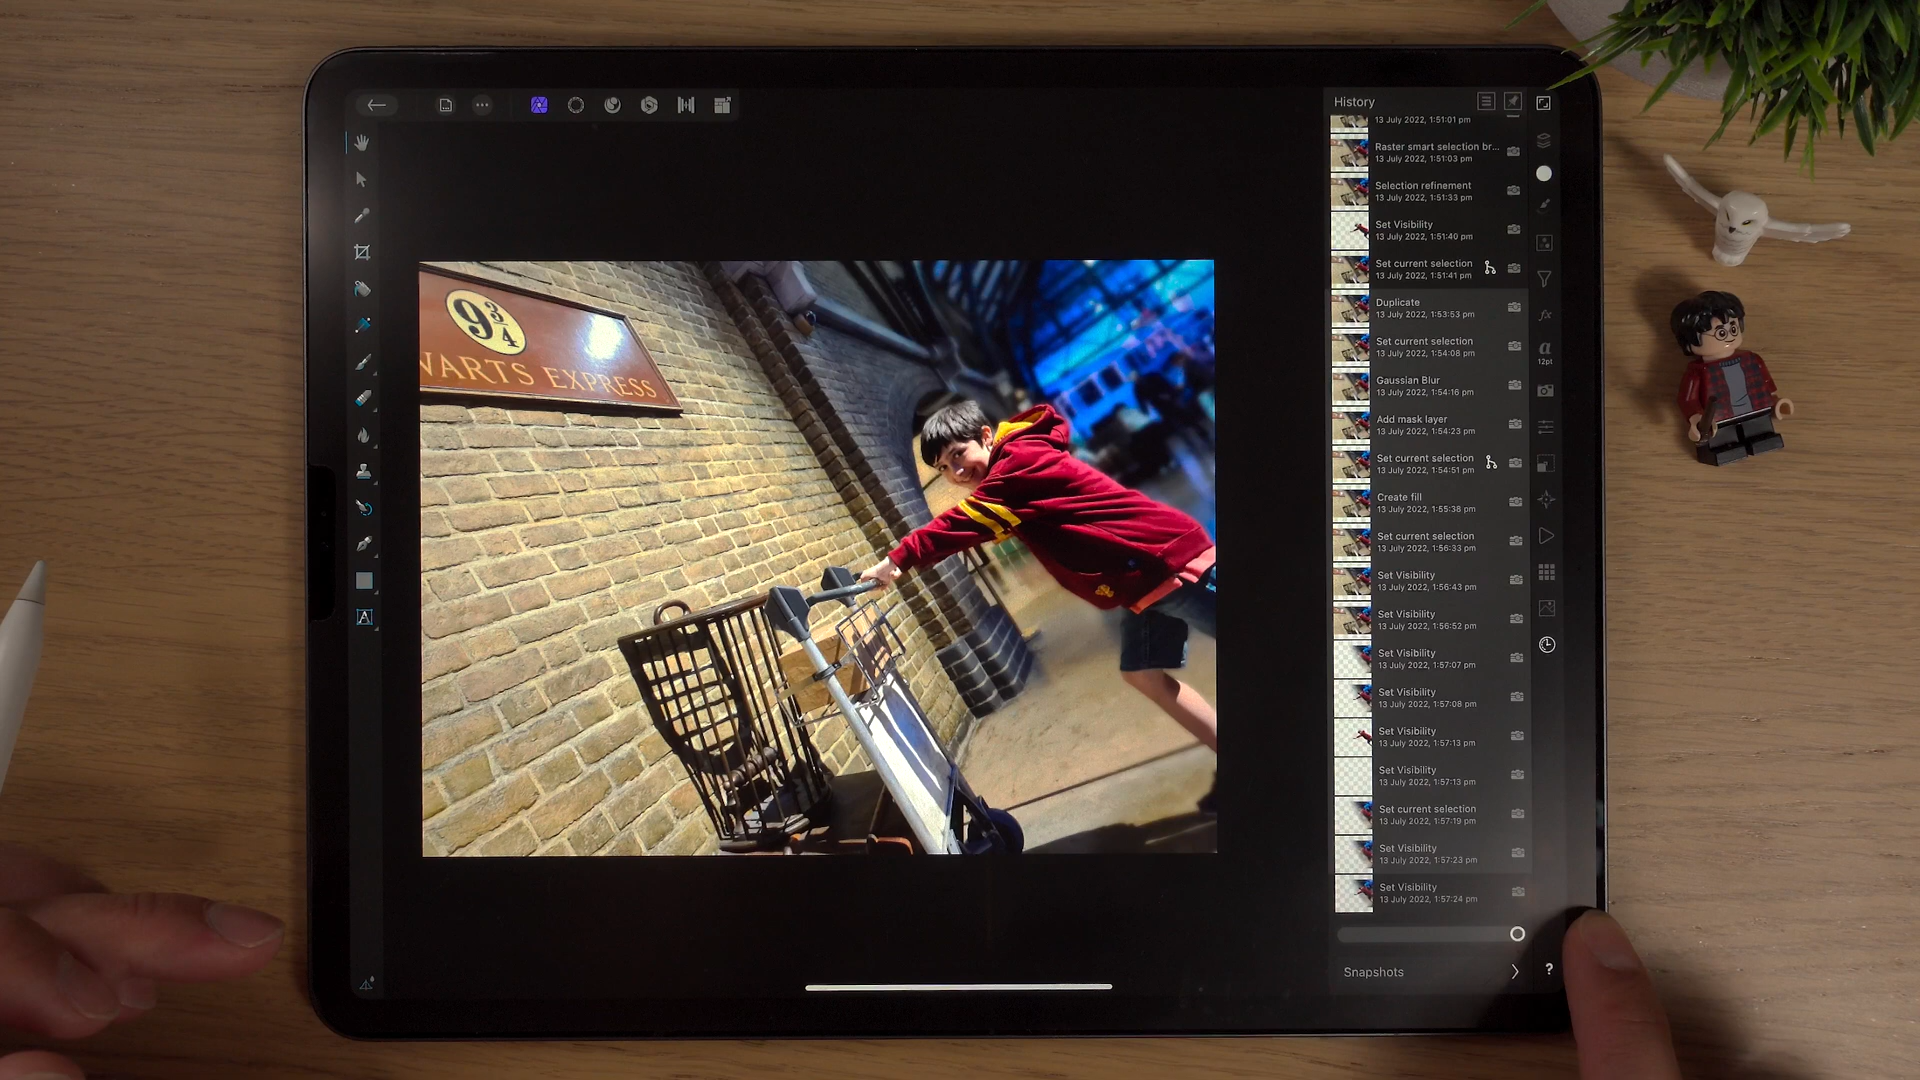 History
13 July 2022, 1:51:01 pm
Raster smart selection br...
13 July 2022, 1:51:03 pm
Selection refinement
13 July 2022, 1:51:33 pm
Set Visibility
13 July 2022, 1:51:40 pm
Set current selection
13 July 2022, 1:51:41 pm
Duplicate
13 July 2022, 1:53:53 pm
Set current selection
13 July 2022, 1:54:08 pm
Gaussian Blur
13 July 2022, 1:54:16 pm
Add mask layer
13 July 2022, 1:54:23 pm
Set current selection
13 July 2022, 1:54:51 pm
Create fill
13 July 2022, 1:55:38 pm
Set current selection
13 July 2022, 1:56:33 pm
Set Visibility
13 July 2022, 1:56:43 pm
Set Visibility
13 July 2022, 1:56:52 pm
Set Visibility
13 July 2022, 1:57:07 pm
Set Visibility
13 July 2022, 1:57:08 pm
Set Visibility
13 July 2022, 1:57:13 pm
Set Visibility
13 July 2022, 1:57:13 pm
Set current selection
13 July 2022, 1:57:19 pm
Set Visibility
13 July 2022, 1:57:23 pm
Set Visibility
13 July 2022, 1:57:24 pm
Snapshots
?
fx
a
12pt
A
9 3/4
WARTS EXPRESS